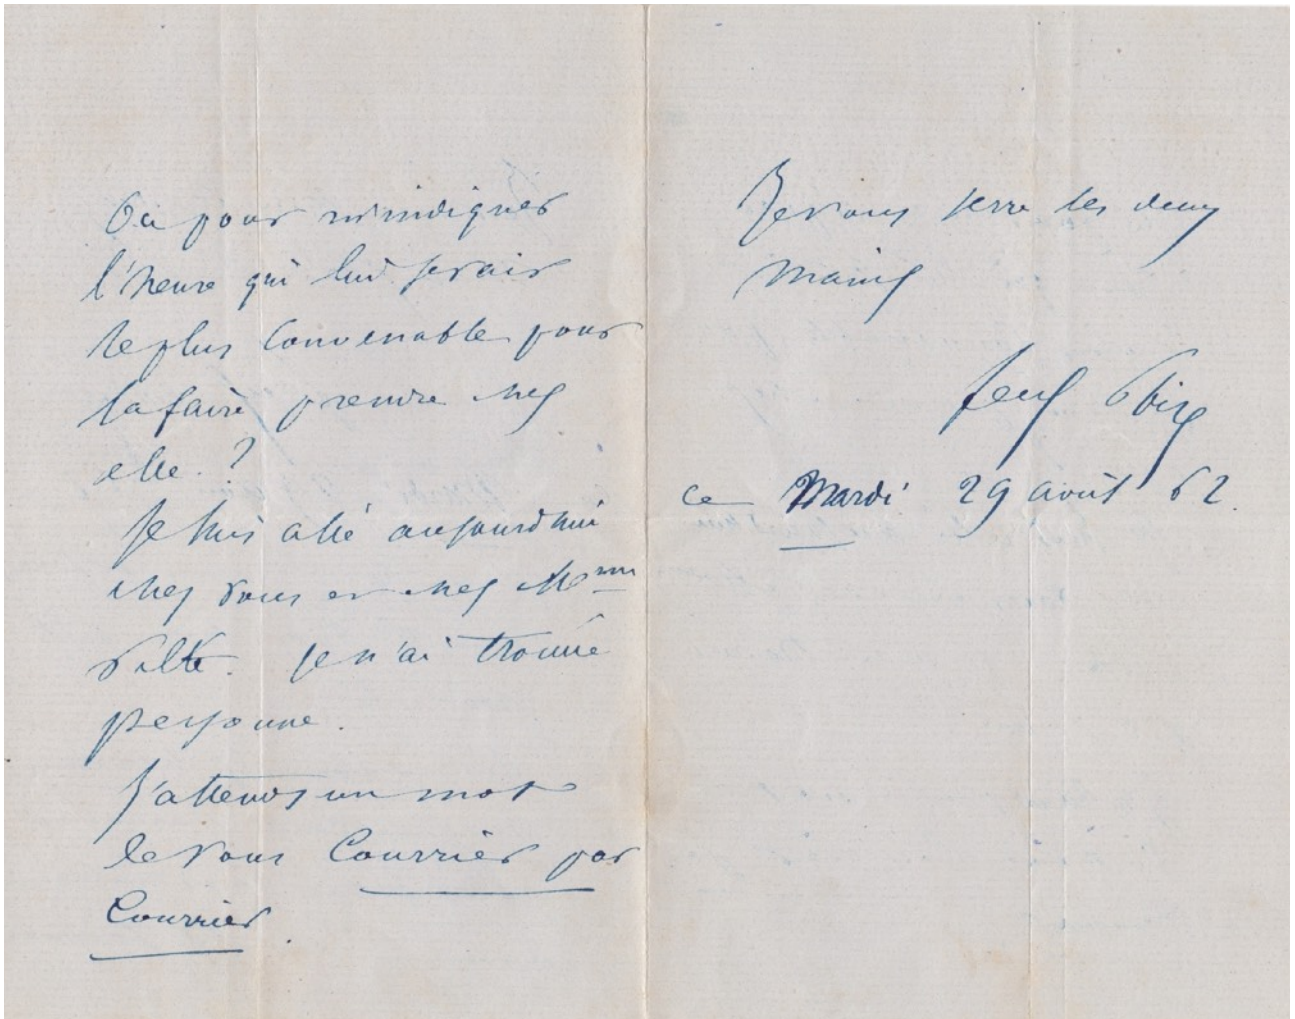 Ou pour m'indiquer
l'heure qui lui serait
le plus convenable pour
la faire prendre chez
elle ?
Je suis allé aujourd'hui
chez vous et chez Mme
. je n'ai trouvé
personne.
J'attends un mot
de vous Courrier par
Courrier.
Je vous serre les deux
mains
ce Mardi 29 août 62.